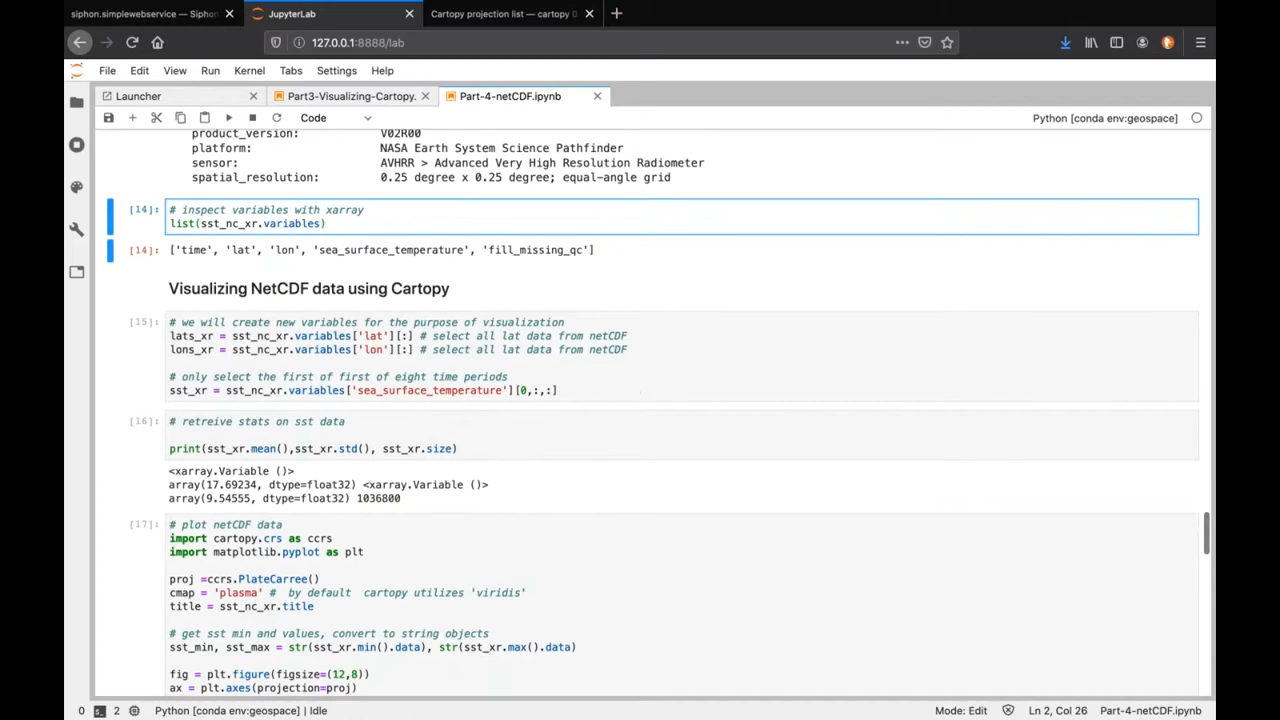 siphon.simplewebservice — Siphon
JupyterLab
Cartopy projection list — cartopy 0
127.0.0.1:8888/lab
File Edit View Run Kernel Tabs Settings Help
Launcher
Part3-Visualizing-Cartopy.
Part-4-netCDF.ipynb
Code
Python [conda env:geospace]
product_version: V02R00
platform: NASA Earth System Science Pathfinder
sensor: AVHRR > Advanced Very High Resolution Radiometer
spatial_resolution: 0.25 degree x 0.25 degree; equal-angle grid
[14]: # inspect variables with xarray
list(sst_nc_xr.variables)
[14]: ['time', 'lat', 'lon', 'sea_surface_temperature', 'fill_missing_qc']
Visualizing NetCDF data using Cartopy
[15]: # we will create new variables for the purpose of visualization
lats_xr = sst_nc_xr.variables['lat'][:] # select all lat data from netCDF
lons_xr = sst_nc_xr.variables['lon'][:] # select all lat data from netCDF
# only select the first of first of eight time periods
sst_xr = sst_nc_xr.variables['sea_surface_temperature'][0,:,:]
[16]: # retreive stats on sst data
print(sst_xr.mean(),sst_xr.std(), sst_xr.size)
<xarray.Variable ()>
array(17.69234, dtype=float32) <xarray.Variable ()>
array(9.54555, dtype=float32) 1036800
[17]: # plot netCDF data
import cartopy.crs as ccrs
import matplotlib.pyplot as plt
proj =ccrs.PlateCarree()
cmap = 'plasma' # by default cartopy utilizes 'viridis'
title = sst_nc_xr.title
# get sst min and values, convert to string objects
sst_min, sst_max = str(sst_xr.min().data), str(sst_xr.max().data)
fig = plt.figure(figsize=(12,8))
ax = plt.axes(projection=proj)
0 2 Python [conda env:geospace] | Idle
Mode: Edit
Ln 2, Col 26
Part-4-netCDF.ipynb